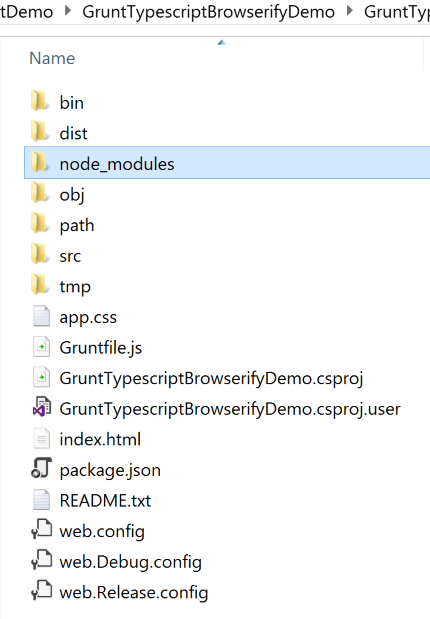 tDemo GruntTypescriptBrowserifyDemo GruntTy
Name
bin
dist
node_modules
obj
path
src
tmp
app.css
Gruntfile.js
GruntTypescriptBrowserifyDemo.csproj
GruntTypescriptBrowserifyDemo.csproj.user
index.html
package.json
README.txt
web.config
web.Debug.config
web.Release.config